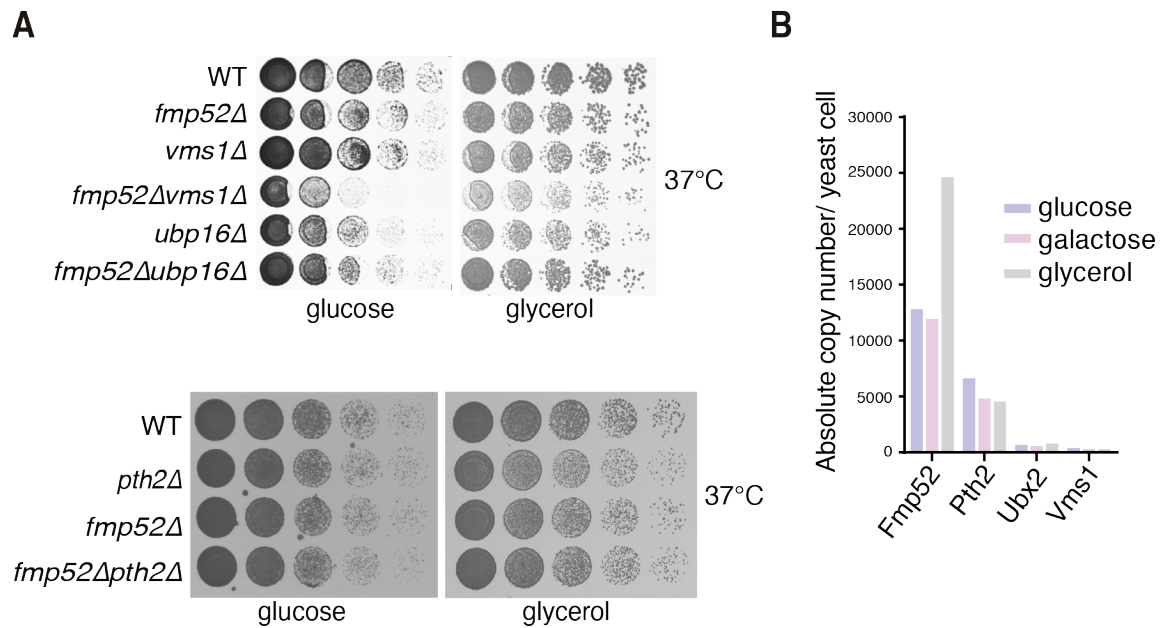 A
WT
fmp52Δ
vms1Δ
fmp52Δvms1Δ
ubp16Δ
fmp52Δubp16Δ
glucose
glycerol
37°C
WT
pth2Δ
fmp52Δ
fmp52Δpth2Δ
glucose
glycerol
37°C
B
Absolute copy number/ yeast cell
30000
25000
20000
15000
10000
5000
0
Fmp52
Pth2
Ubx2
Vms1
glucose
galactose
glycerol